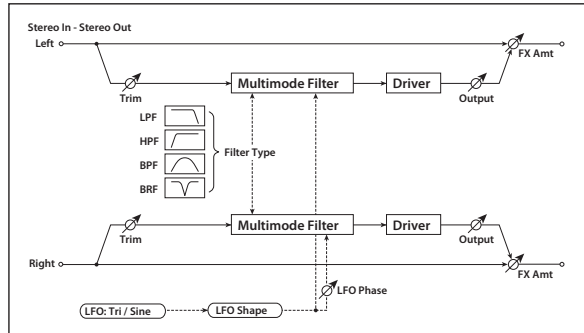 Stereo In - Stereo Out
Left
FX Amt
Multimode Filter
Driver
Trim
Output
LPF
HPF
BPF
BRF
Filter Type
Multimode Filter
Driver
Trim
Output
Right
FX Amt
LFO Phase
LFO: Tri / Sine
LFO Shape